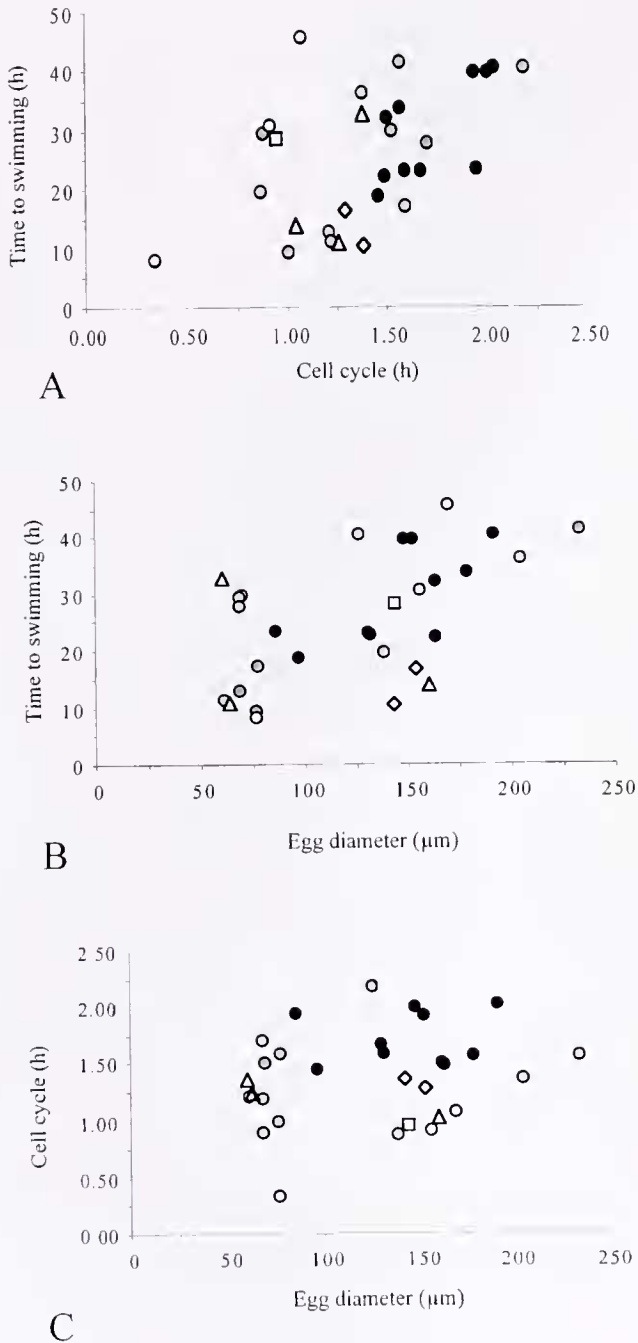 50
40
30
20
10
0
Time to swimming (h)
0.00 0.50 1.00 1.50 2.00 2.50
Cell cycle (h)
A
50
40
30
20
10
0
Time to swimming (h)
0 50 100 150 200 250
Egg diameter (µm)
B
2.50
2.00
1.50
1.00
0.50
0 00
Cell cycle (h)
0 50 100 150 200 250
Egg diameter (µm)
C